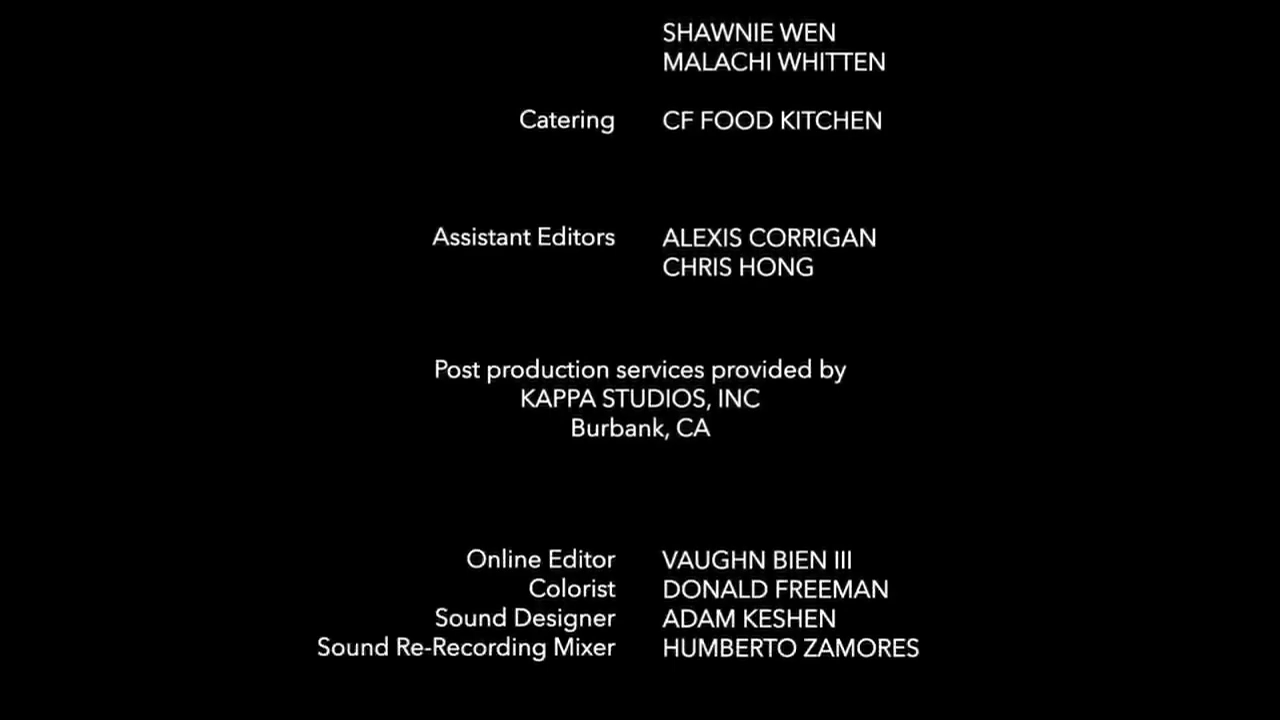 SHAWNIE WEN
MALACHI WHITTEN
Catering CF FOOD KITCHEN
Assistant Editors ALEXIS CORRIGAN
CHRIS HONG
Post production services provided by
KAPPA STUDIOS, INC
Burbank, CA
Online Editor VAUGHN BIEN III
Colorist DONALD FREEMAN
Sound Designer ADAM KESHEN
Sound Re-Recording Mixer HUMBERTO ZAMORES